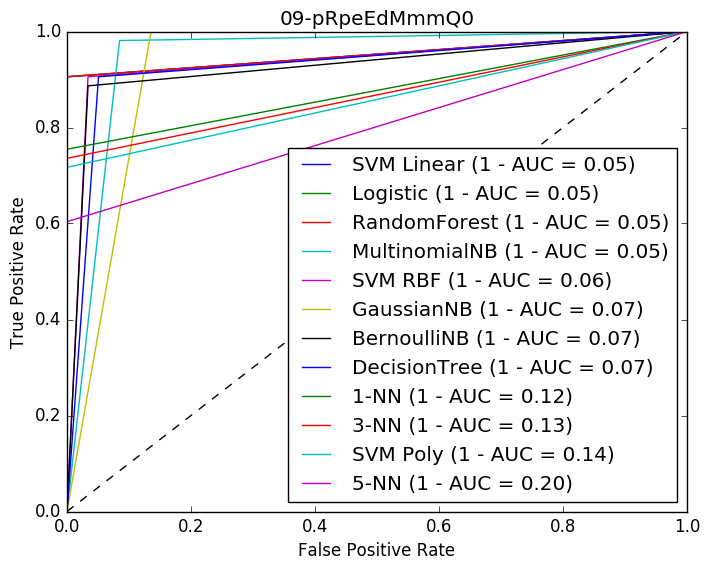 09-pRpeEdMmmQ0
1.0
0.8
0.6
0.4
0.2
0.0
True Positive Rate
SVM Linear (1 - AUC = 0.05)
Logistic (1 - AUC = 0.05)
RandomForest (1 - AUC = 0.05)
MultinomialNB (1 - AUC = 0.05)
SVM RBF (1 - AUC = 0.06)
GaussianNB (1 - AUC = 0.07)
BernoulliNB (1 - AUC = 0.07)
DecisionTree (1 - AUC = 0.07)
1-NN (1 - AUC = 0.12)
3-NN (1 - AUC = 0.13)
SVM Poly (1 - AUC = 0.14)
5-NN (1 - AUC = 0.20)
0.0 0.2 0.4 0.6 0.8 1.0
False Positive Rate